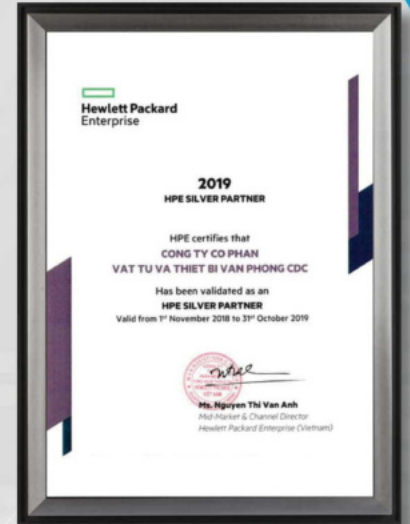 Hewlett Packard
Enterprise
2019
HPE SILVER PARTNER
HPE certifies that
CONG TY CO PHAN
VAT TU VA THIET BI VAN PHONG CDC
Has been validated as an
HPE SILVER PARTNER
Valid from 1st November 2018 to 31st October 2019
Ms. Nguyen Thi Van Anh
Mid-Market & Channel Director
Hewlett Packard Enterprise (Vietnam)